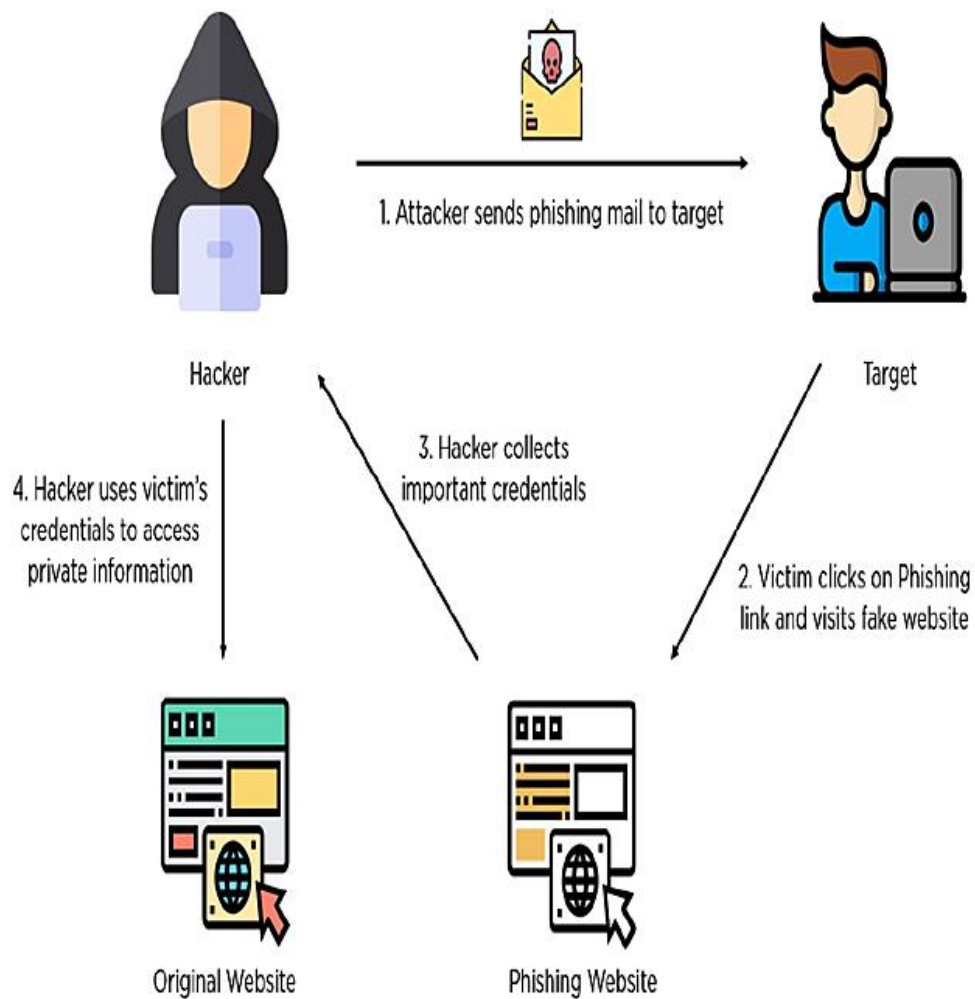 1. Attacker sends phishing mail to target
Hacker
Target
3. Hacker collects
important credentials
4. Hacker uses victim's
credentials to access
private information
2. Victim clicks on Phishing
link and visits fake website
Original Website
Phishing Website